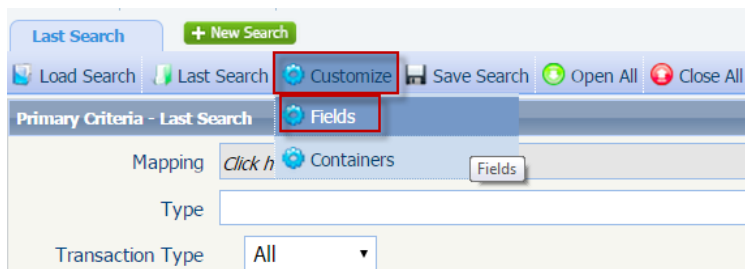 Last Search + New Search
Load Search Last Search Customize Save Search Open All Close All
Primary Criteria - Last Search Fields
Mapping Click h Containers Fields
Type
Transaction Type All